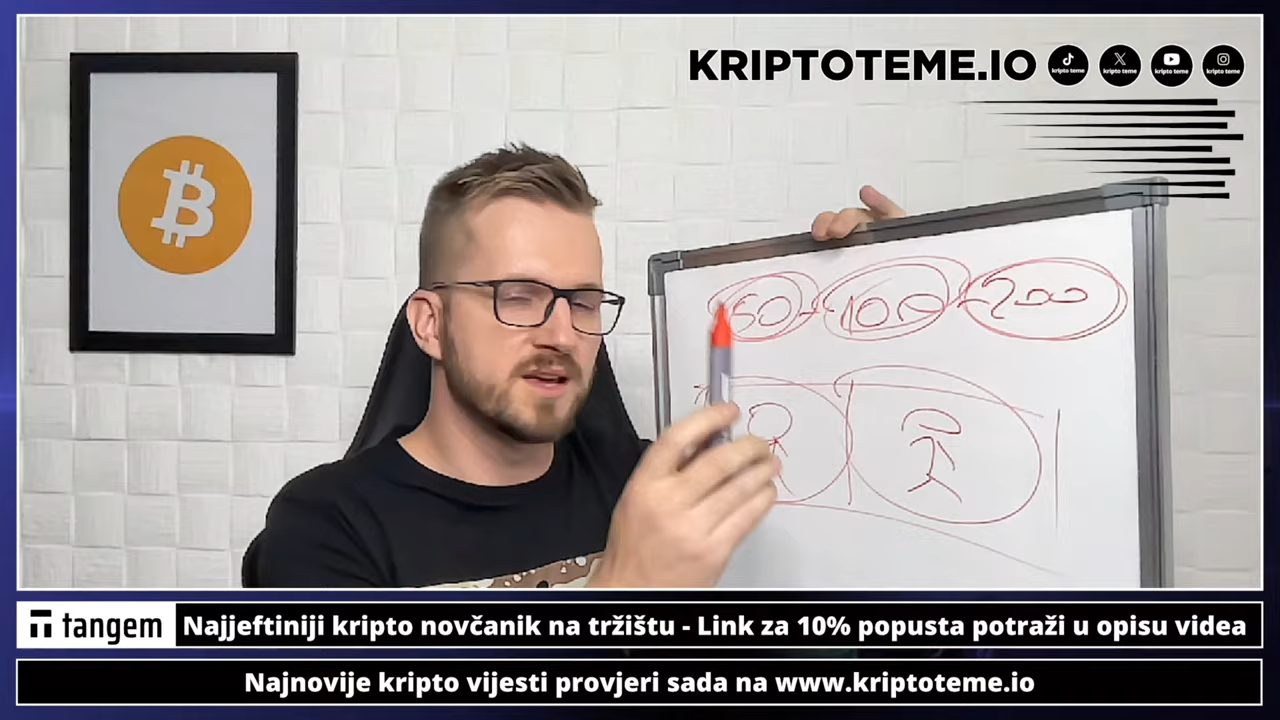 KRIPTOTEME.IO
kripto teme kripto teme kripto teme kripto teme
50 - 100 - 200
tangem Najjeftiniji kripto novčanik na tržištu - Link za 10% popusta potraži u opisu videa
Najnovije kripto vijesti provjeri sada na www.kriptoteme.io